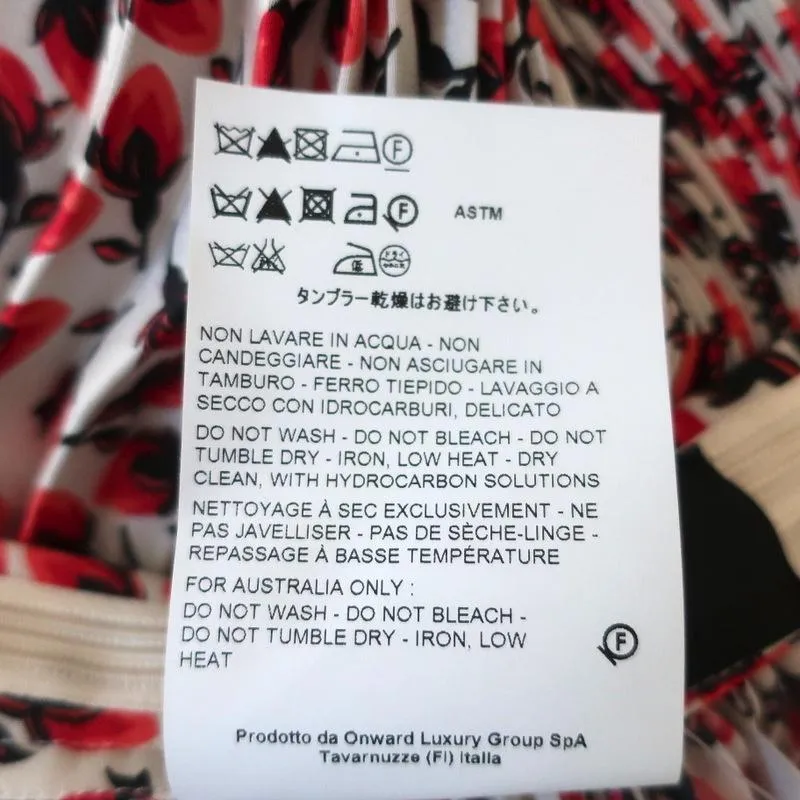 F
F ASTM
低 ドライ
タンブラー乾燥はお避け下さい。
NON LAVARE IN ACQUA - NON
CANDEGGIARE - NON ASCIUGARE IN
TAMBURO - FERRO TIEPIDO - LAVAGGIO A
SECCO CON IDROCARBURI, DELICATO
DO NOT WASH - DO NOT BLEACH - DO NOT
TUMBLE DRY - IRON, LOW HEAT - DRY
CLEAN, WITH HYDROCARBON SOLUTIONS
NETTOYAGE À SEC EXCLUSIVEMENT - NE
PAS JAVELLISER - PAS DE SÈCHE-LINGE -
REPASSAGE À BASSE TEMPÉRATURE
FOR AUSTRALIA ONLY :
DO NOT WASH - DO NOT BLEACH -
DO NOT TUMBLE DRY - IRON, LOW
HEAT
F
Prodotto da Onward Luxury Group SpA
Tavarnuzze (FI) Italia